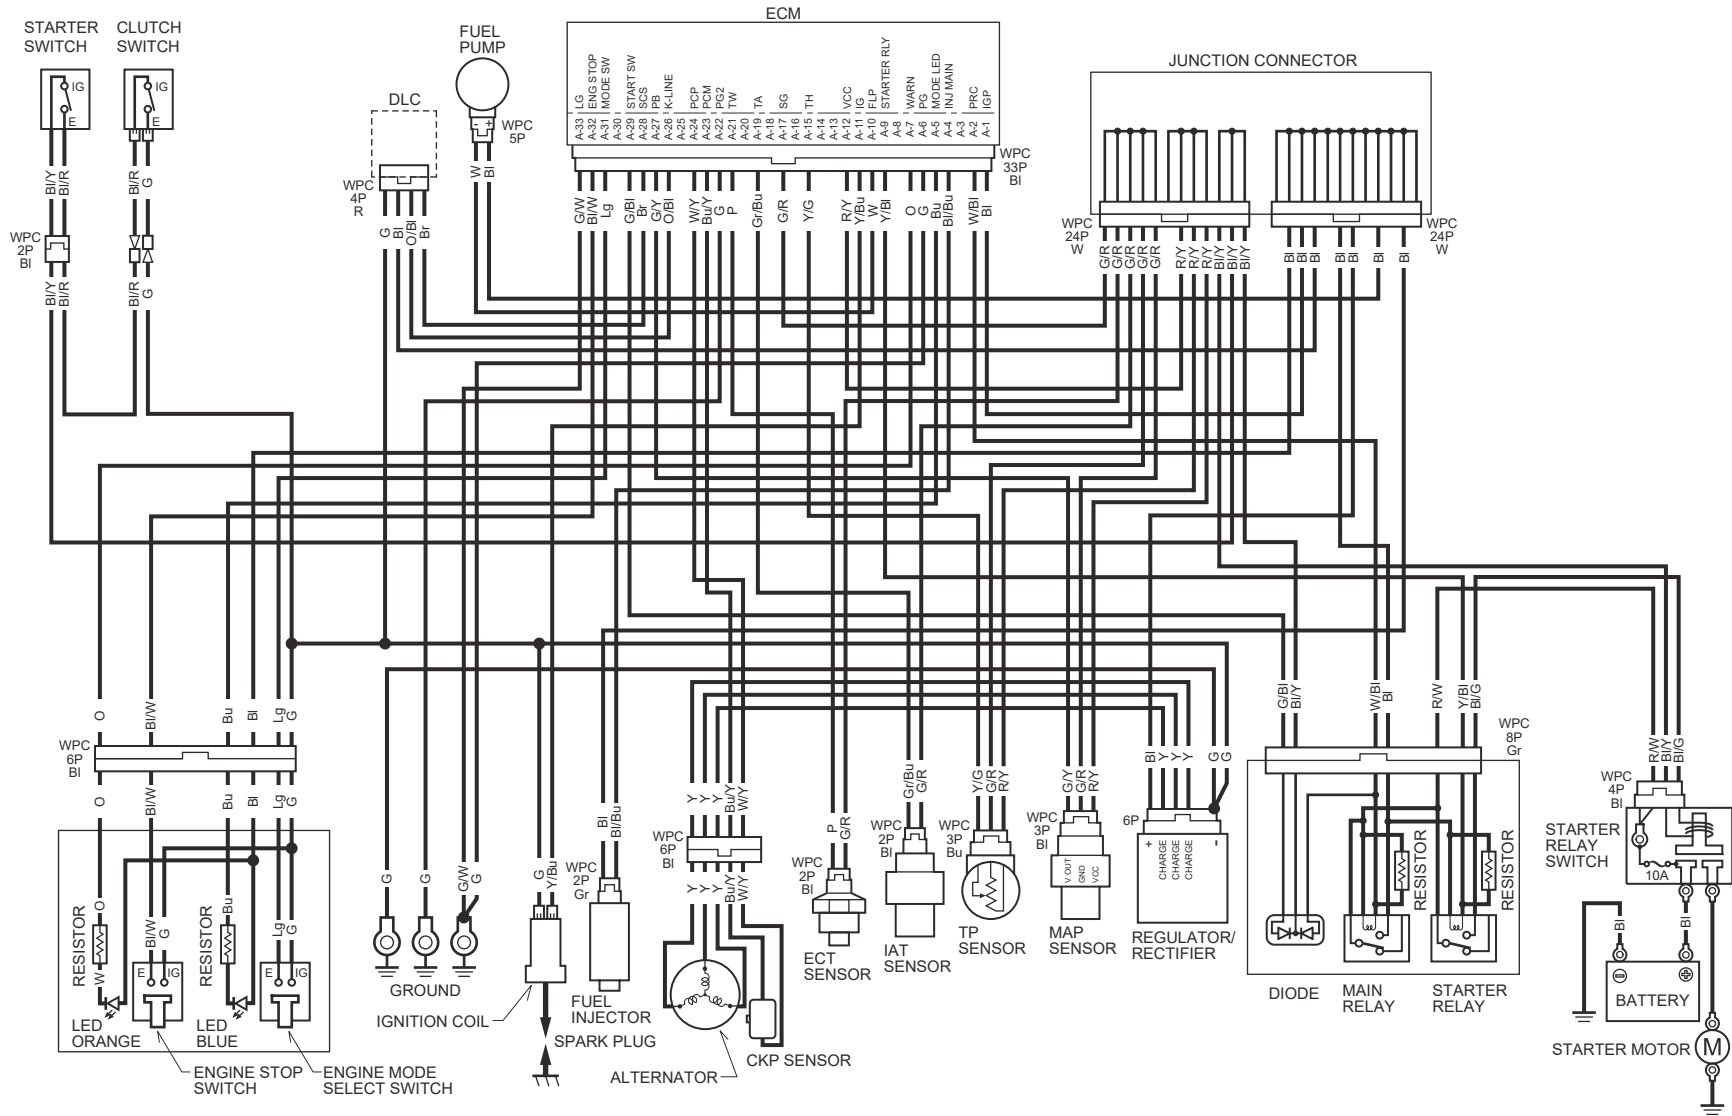 STARTER
SWITCH
CLUTCH
SWITCH
IG
E
IG
E
Bl/Y
Bl/R
Bl/R
G
WPC
2P
Bl
Bl/Y
Bl/R
Bl/R
G
DLC
WPC
4P
R
G
Bl
O/Bl
Br
FUEL
PUMP
-
+
WPC
5P
W
Bl
ECM
LG
ENG STOP
MODE SW
START SW
SCS
PB
K-LINE
PCP
PCM
PG2
TW
TA
SG
TH
VCC
IG
FLP
STARTER RLY
WARN
PG
MODE LED
INJ MAIN
PRC
IGP
A-33
A-32
A-31
A-30
A-29
A-28
A-27
A-26
A-25
A-24
A-23
A-22
A-21
A-20
A-19
A-18
A-17
A-16
A-15
A-14
A-13
A-12
A-11
A-10
A-9
A-8
A-7
A-6
A-5
A-4
A-3
A-2
A-1
WPC
33P
Bl
G/W
Bl/W
Lg
G/Bl
Br
G/Y
O/Bl
W/Y
Bu/Y
G
P
Gr/Bu
G/R
Y/G
R/Y
Y/Bu
W
Y/Bl
O
G
Bu
Bl/Bu
W/Bl
Bl
JUNCTION CONNECTOR
WPC
24P
W
G/R
G/R
G/R
G/R
G/R
R/Y
R/Y
R/Y
Bl/Y
Bl/Y
Bl/Y
WPC
24P
W
Bl
Bl
Bl
Bl
Bl
Bl
Bl
O
Bl/W
Bu
Bl
Lg
G
WPC
6P
Bl
O
Bl/W
Bu
Bl
Lg
G
RESISTOR
O
W
LED
ORANGE
Bl/W
G
E
IG
RESISTOR
Bu
LED
BLUE
Lg
G
E
IG
ENGINE STOP
SWITCH
ENGINE MODE
SELECT SWITCH
G
G
G/W
G
GROUND
G
Y/Bu
IGNITION COIL
SPARK PLUG
Bl
Bl/Bu
WPC
2P
Gr
FUEL
INJECTOR
Y
Y
Y
Bu/Y
W/Y
WPC
6P
Bl
Y
Y
Y
Bu/Y
W/Y
ALTERNATOR
CKP SENSOR
P
G/R
WPC
2P
Bl
ECT
SENSOR
Gr/Bu
G/R
WPC
2P
Bl
IAT
SENSOR
Y/G
G/R
R/Y
WPC
3P
Bu
TP
SENSOR
G/Y
G/R
R/Y
WPC
3P
Bl
V OUT
GND
VCC
MAP
SENSOR
Bl
Y
Y
Y
G
G
6P
+
CHARGE
CHARGE
CHARGE
-
REGULATOR/
RECTIFIER
G/Bl
Bl/Y
W/Bl
Bl
R/W
Y/Bl
Bl/G
WPC
8P
Gr
RESISTOR
RESISTOR
DIODE
MAIN
RELAY
STARTER
RELAY
R/W
Bl/Y
Bl/G
WPC
4P
Bl
STARTER
RELAY
SWITCH
10A
Bl
Bl
BATTERY
STARTER MOTOR
M